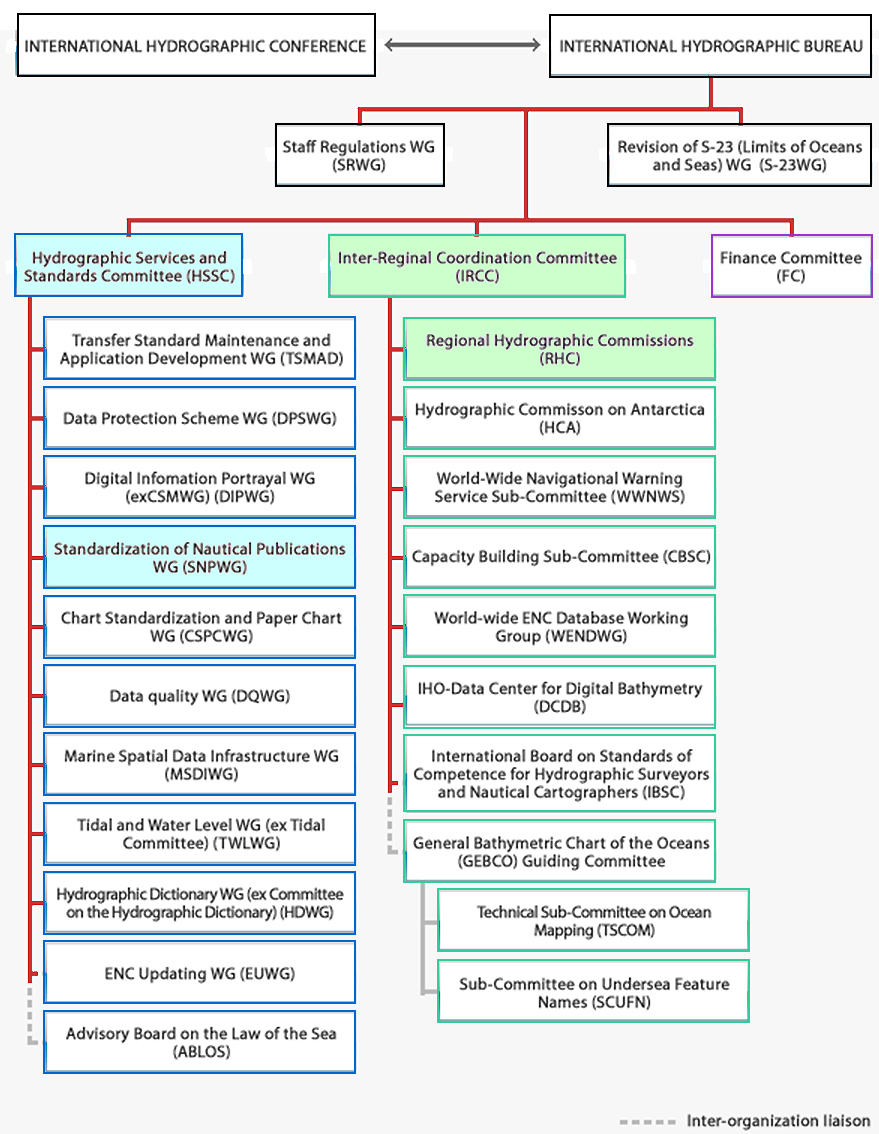 INTERNATIONAL HYDROGRAPHIC CONFERENCE
INTERNATIONAL HYDROGRAPHIC BUREAU
Staff Regulations WG
(SRWG)
Revision of S-23 (Limits of Oceans
and Seas) WG (S-23WG)
Hydrographic Services and
Standards Committee (HSSC)
Inter-Reginal Coordination Committee
(IRCC)
Finance Committee
(FC)
Transfer Standard Maintenance and
Application Development WG (TSMAD)
Data Protection Scheme WG (DPSWG)
Digital Infomation Portrayal WG
(exCSMWG) (DIPWG)
Standardization of Nautical Publications
WG (SNPWG)
Chart Standardization and Paper Chart
WG (CSPCWG)
Data quality WG (DQWG)
Marine Spatial Data Infrastructure WG
(MSDIWG)
Tidal and Water Level WG (ex Tidal
Committee) (TWLWG)
Hydrographic Dictionary WG (ex Committee
on the Hydrographic Dictionary) (HDWG)
ENC Updating WG (EUWG)
Advisory Board on the Law of the Sea
(ABLOS)
Regional Hydrographic Commissions
(RHC)
Hydrographic Commisson on Antarctica
(HCA)
World-Wide Navigational Warning
Service Sub-Committee (WWNWS)
Capacity Building Sub-Committee (CBSC)
World-wide ENC Database Working
Group (WENDWG)
IHO-Data Center for Digital Bathymetry
(DCDB)
International Board on Standards of
Competence for Hydrographic Surveyors
and Nautical Cartographers (IBSC)
General Bathymetric Chart of the Oceans
(GEBCO) Guiding Committee
Technical Sub-Committee on Ocean
Mapping (TSCOM)
Sub-Committee on Undersea Feature
Names (SCUFN)
Inter-organization liaison